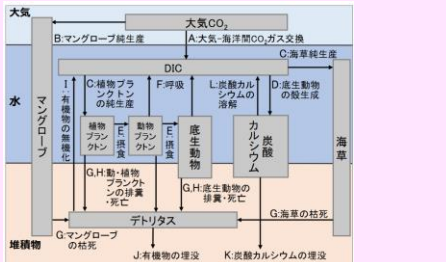 大気
大気CO₂
B:マングローブ純生産
A:大気-海洋間CO₂ガス交換
C:海草純生産
DIC
水
マングローブ
I:有機物の無機化
C:植物プランクトンの純生産
F:呼吸
L:炭酸カルシウムの溶解
D:底生動物の殻生成
植物プランクトン
E:摂食
動物プランクトン
E:摂食
底生動物
炭酸カルシウム
海草
G,H:動・植物プランクトンの排糞・死亡
G,H:底生動物の排糞・死亡
デトリタス
G:海草の枯死
G:マングローブの枯死
堆積物
J:有機物の埋没
K:炭酸カルシウムの埋没